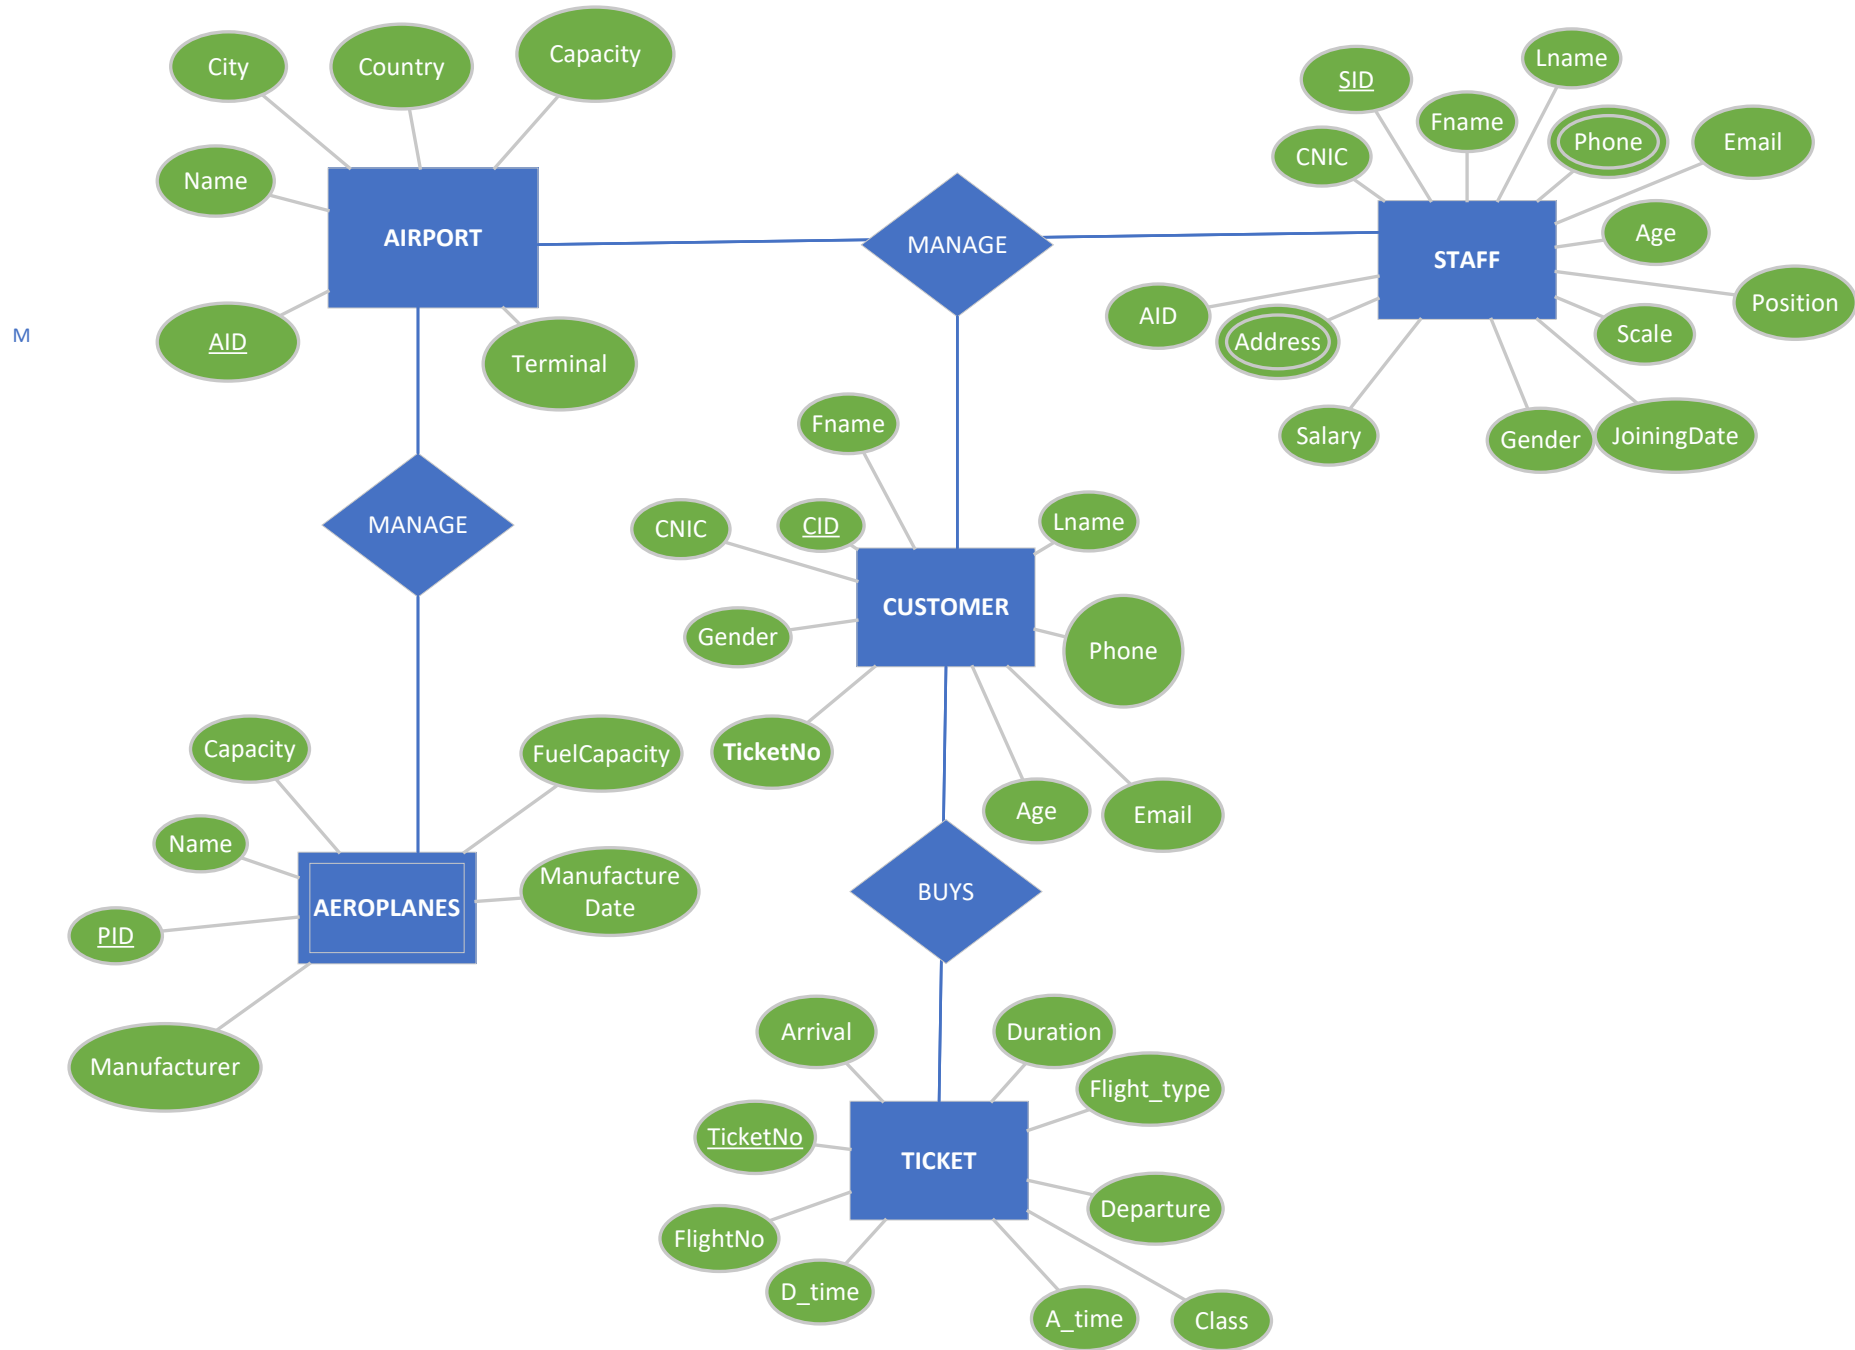 City
Country
Capacity
Name
AIRPORT
AID
Terminal
M
MANAGE
SID
Lname
Fname
Phone
Email
CNIC
Age
STAFF
AID
Address
Position
Scale
Salary
Gender
JoiningDate
MANAGE
Fname
CNIC
CID
Lname
CUSTOMER
Gender
Phone
TicketNo
Age
Email
Capacity
FuelCapacity
Name
Manufacture
Date
AEROPLANES
PID
Manufacturer
BUYS
Arrival
Duration
Flight_type
TicketNo
TICKET
Departure
FlightNo
D_time
A_time
Class